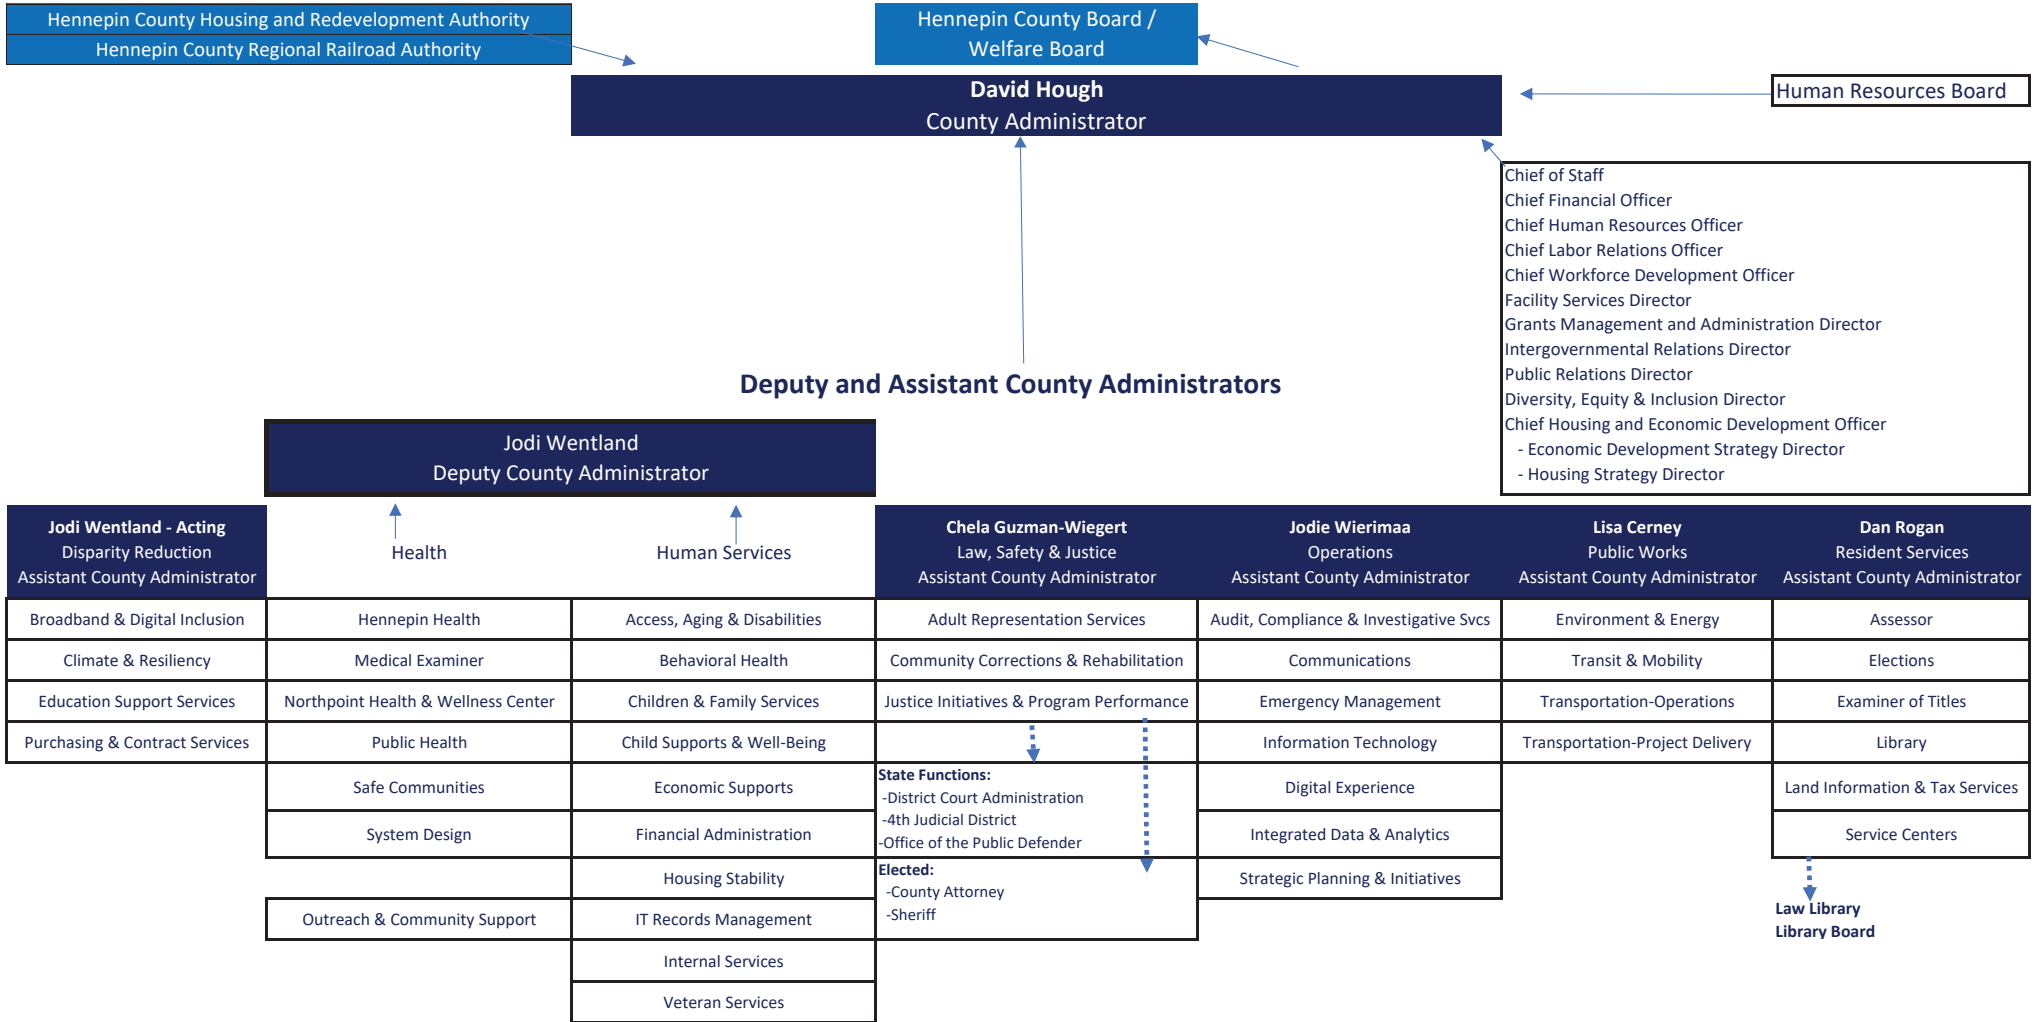 Hennepin County Housing and Redevelopment Authority
Hennepin County Regional Railroad Authority
Hennepin County Board /
Welfare Board
David Hough
County Administrator
Human Resources Board
Chief of Staff
Chief Financial Officer
Chief Human Resources Officer
Chief Labor Relations Officer
Chief Workforce Development Officer
Facility Services Director
Grants Management and Administration Director
Intergovernmental Relations Director
Public Relations Director
Diversity, Equity & Inclusion Director
Chief Housing and Economic Development Officer
- Economic Development Strategy Director
- Housing Strategy Director
Deputy and Assistant County Administrators
Jodi Wentland
Deputy County Administrator
Jodi Wentland - Acting
Disparity Reduction
Assistant County Administrator
Broadband & Digital Inclusion
Climate & Resiliency
Education Support Services
Purchasing & Contract Services
Health
Hennepin Health
Medical Examiner
Northpoint Health & Wellness Center
Public Health
Safe Communities
System Design
Outreach & Community Support
Human Services
Access, Aging & Disabilities
Behavioral Health
Children & Family Services
Child Supports & Well-Being
Economic Supports
Financial Administration
Housing Stability
IT Records Management
Internal Services
Veteran Services
Chela Guzman-Wiegert
Law, Safety & Justice
Assistant County Administrator
Adult Representation Services
Community Corrections & Rehabilitation
Justice Initiatives & Program Performance
State Functions:
-District Court Administration
-4th Judicial District
-Office of the Public Defender
Elected:
-County Attorney
-Sheriff
Jodie Wierimaa
Operations
Assistant County Administrator
Audit, Compliance & Investigative Svcs
Communications
Emergency Management
Information Technology
Digital Experience
Integrated Data & Analytics
Strategic Planning & Initiatives
Lisa Cerney
Public Works
Assistant County Administrator
Environment & Energy
Transit & Mobility
Transportation-Operations
Transportation-Project Delivery
Dan Rogan
Resident Services
Assistant County Administrator
Assessor
Elections
Examiner of Titles
Library
Land Information & Tax Services
Service Centers
Law Library
Library Board